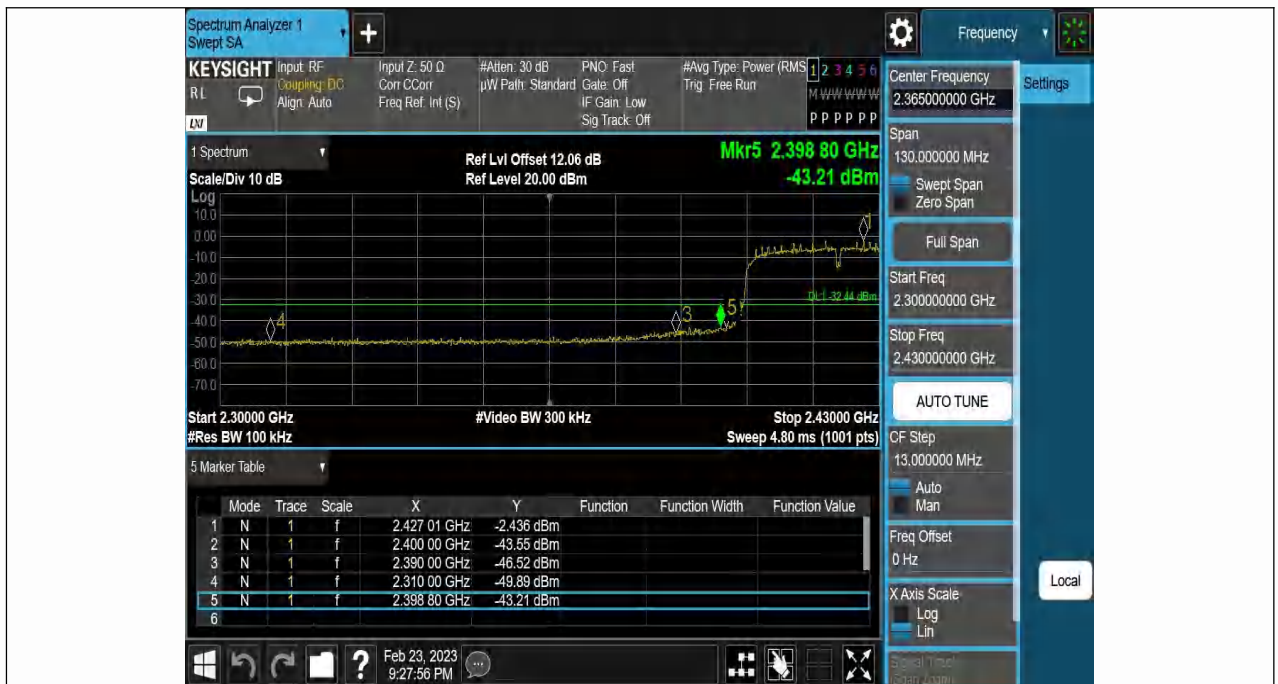 Spectrum Analyzer 1
Swept SA
+
Frequency
KEYSIGHT
Input: RF
Input Z: 50 Ω
#Atten: 30 dB
PNO: Fast
#Avg Type: Power (RMS
1 2 3 4 5 6
RL
Coupling: DC
Corr CCorr
µW Path: Standard
Gate: Off
Trig: Free Run
M W W W W W
Align: Auto
Freq Ref: Int (S)
IF Gain: Low
LXI
Sig Track: Off
P P P P P P
1 Spectrum
Ref Lvl Offset 12.06 dB
Mkr5 2.398 80 GHz
Scale/Div 10 dB
Ref Level 20.00 dBm
-43.21 dBm
Log
10.0
0.00
-10.0
-20.0
-30.0
DL1 -32.44 dBm
-40.0
-50.0
-60.0
-70.0
1
3
4
5
Start 2.30000 GHz
#Video BW 300 kHz
Stop 2.43000 GHz
#Res BW 100 kHz
Sweep 4.80 ms (1001 pts)
5 Marker Table
Mode Trace Scale X Y Function Function Width Function Value
1 N 1 f 2.427 01 GHz -2.436 dBm
2 N 1 f 2.400 00 GHz -43.55 dBm
3 N 1 f 2.390 00 GHz -46.52 dBm
4 N 1 f 2.310 00 GHz -49.89 dBm
5 N 1 f 2.398 80 GHz -43.21 dBm
6
?
Feb 23, 2023
9:27:56 PM
Center Frequency
2.365000000 GHz
Settings
Span
130.000000 MHz
Swept Span
Zero Span
Full Span
Start Freq
2.300000000 GHz
Stop Freq
2.430000000 GHz
AUTO TUNE
CF Step
13.000000 MHz
Auto
Man
Freq Offset
0 Hz
Local
X Axis Scale
Log
Lin
Signal Track
(Span Zoom)